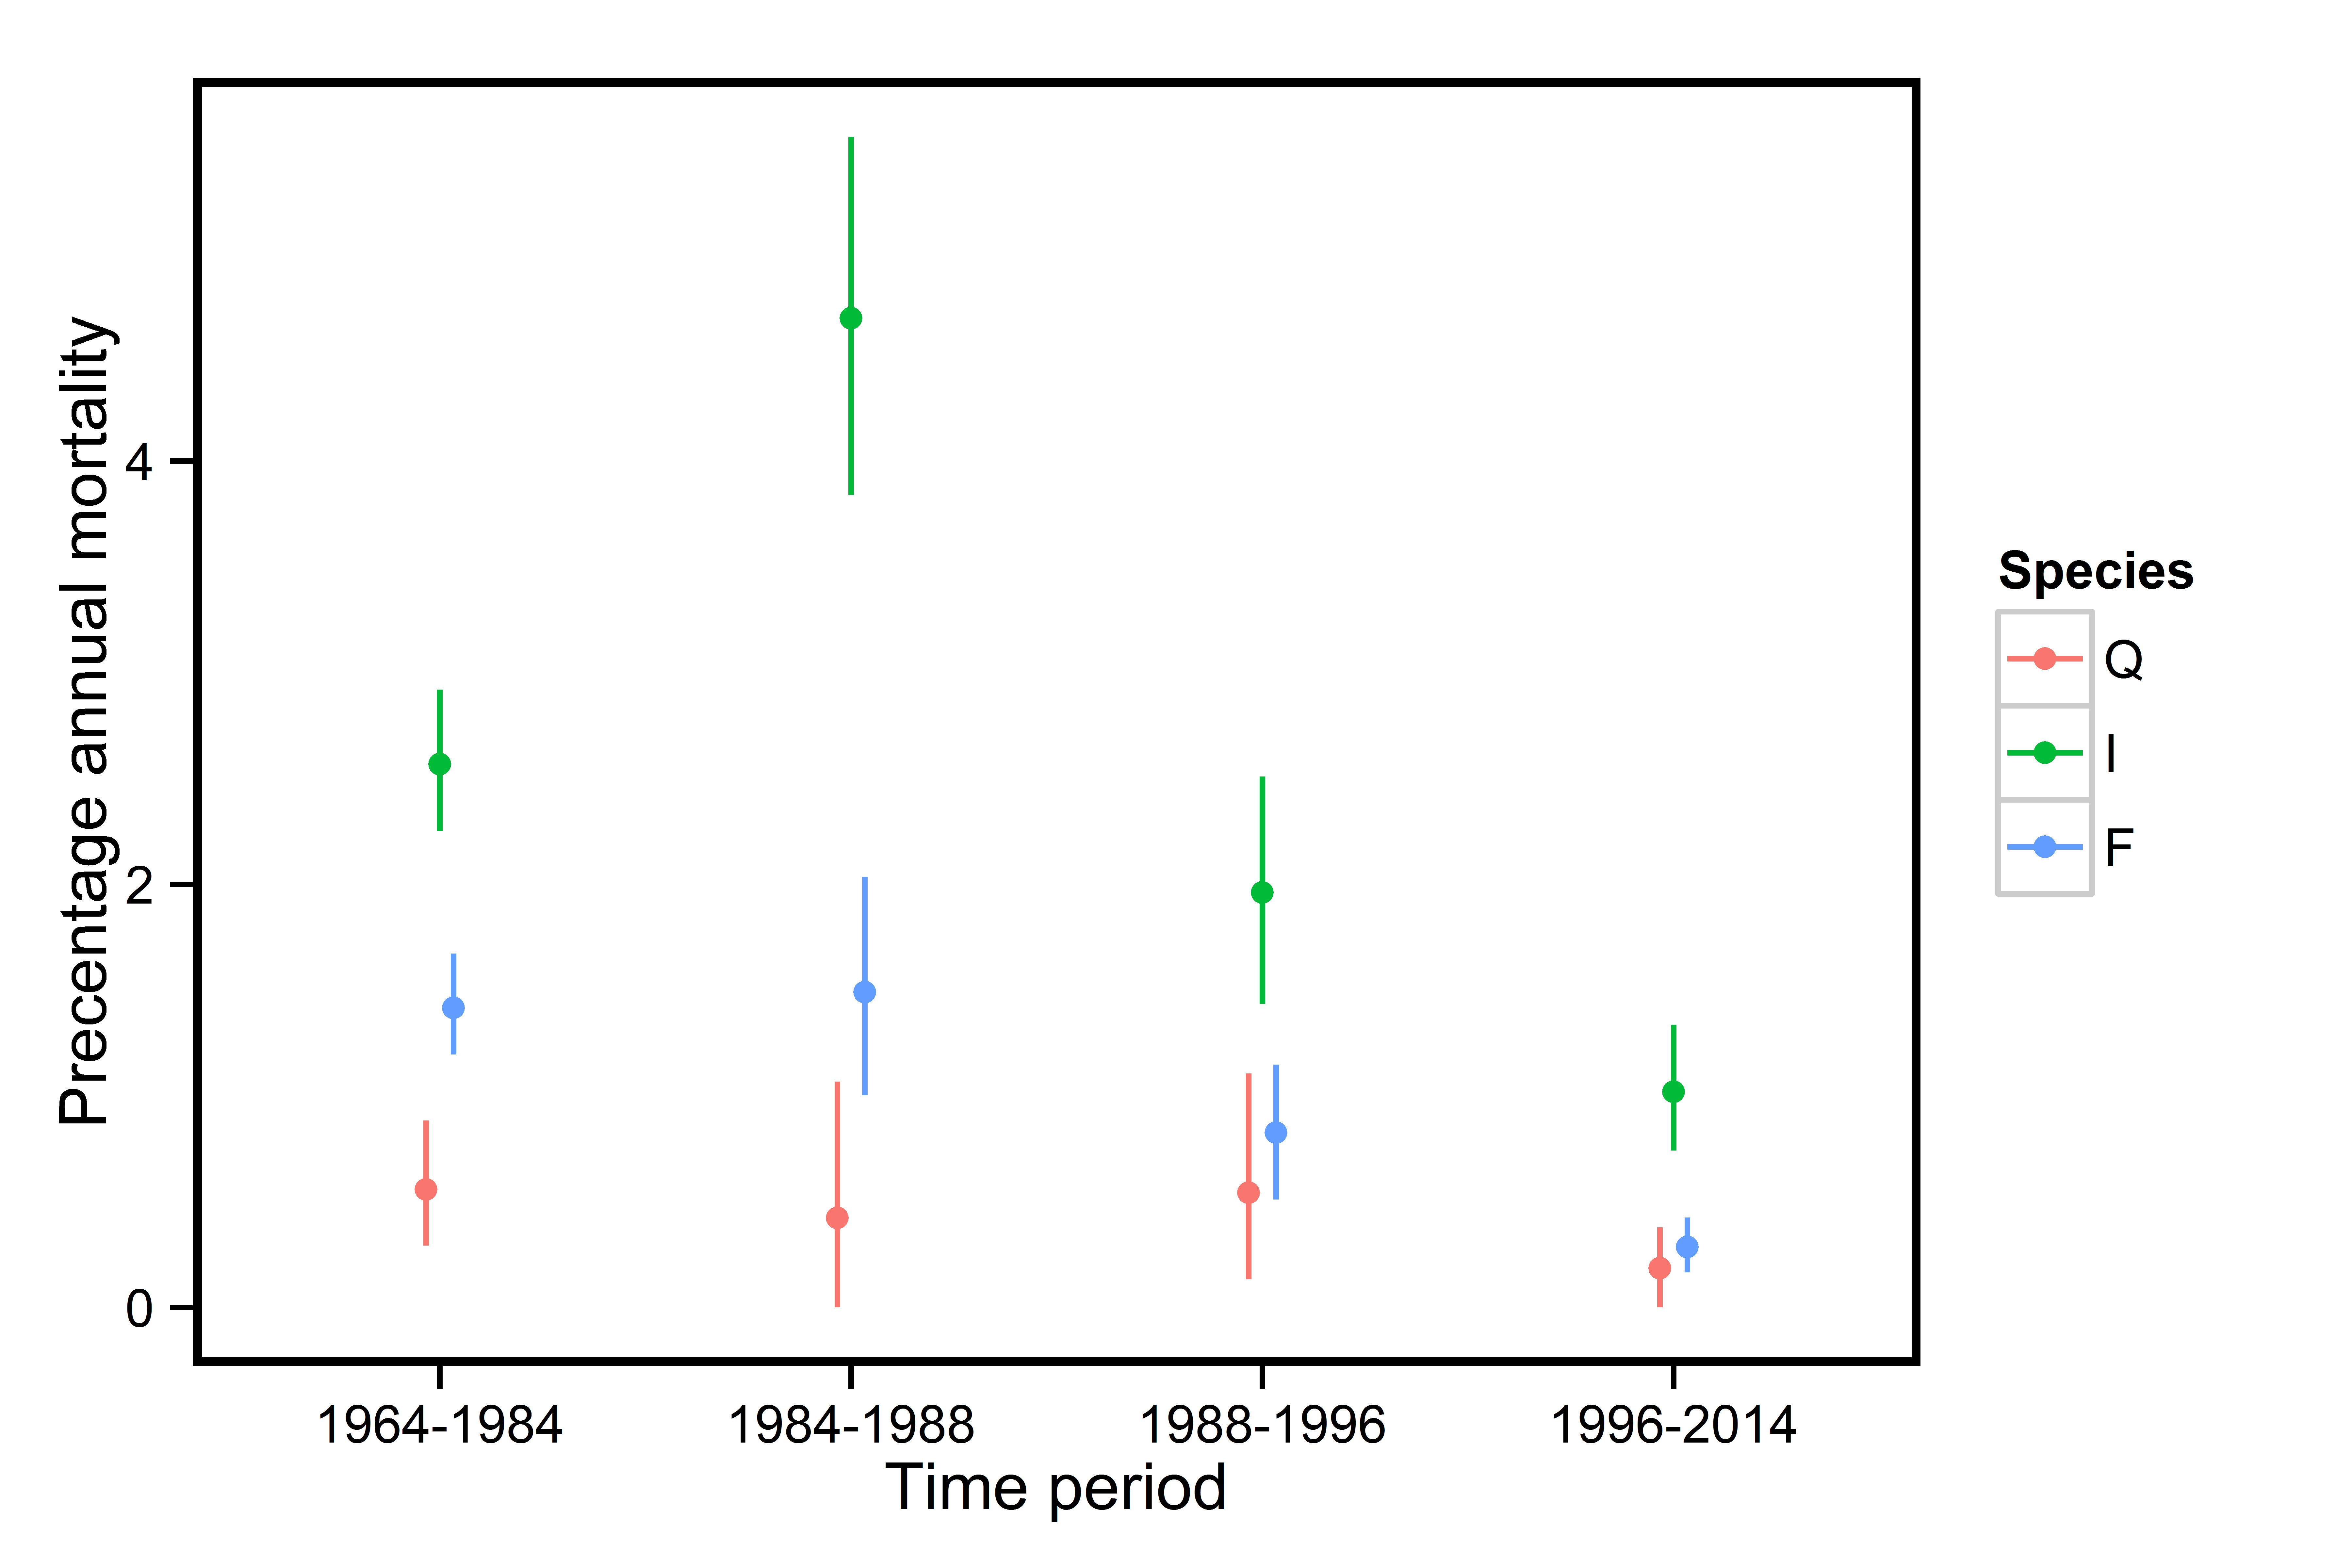 Precentage annual mortality
4
2
0
1964-1984
1984-1988
1988-1996
1996-2014
Time period
Species
Q
I
F